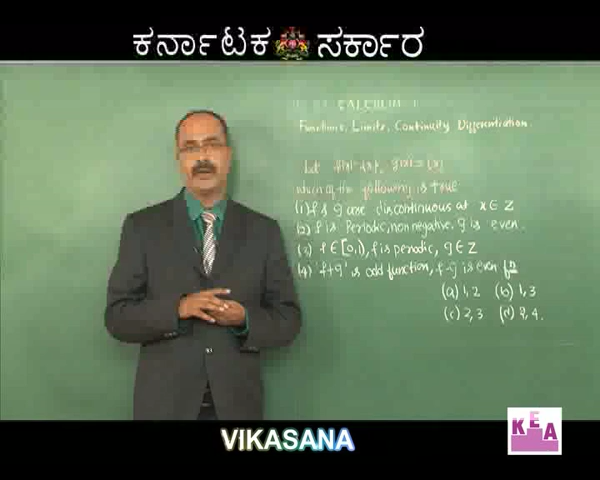 ಕರ್ನಾಟಕ ಸರ್ಕಾರ
Functions, Limits, Continuity Differentiation.
Let f(x)={x}, g(x)=[x]
which of the following is true
(1) f & g are discontinuous at x ∈ Z
(2) f is Periodic, non negative, g is even.
(3) f ∈ [0,1), f is periodic, g ∈ Z
(4) 'f+g' is odd function, f-g is even
(a) 1,2 (b) 1,3
(c) 2,3 (d) 2,4.
VIKASANA
KEA